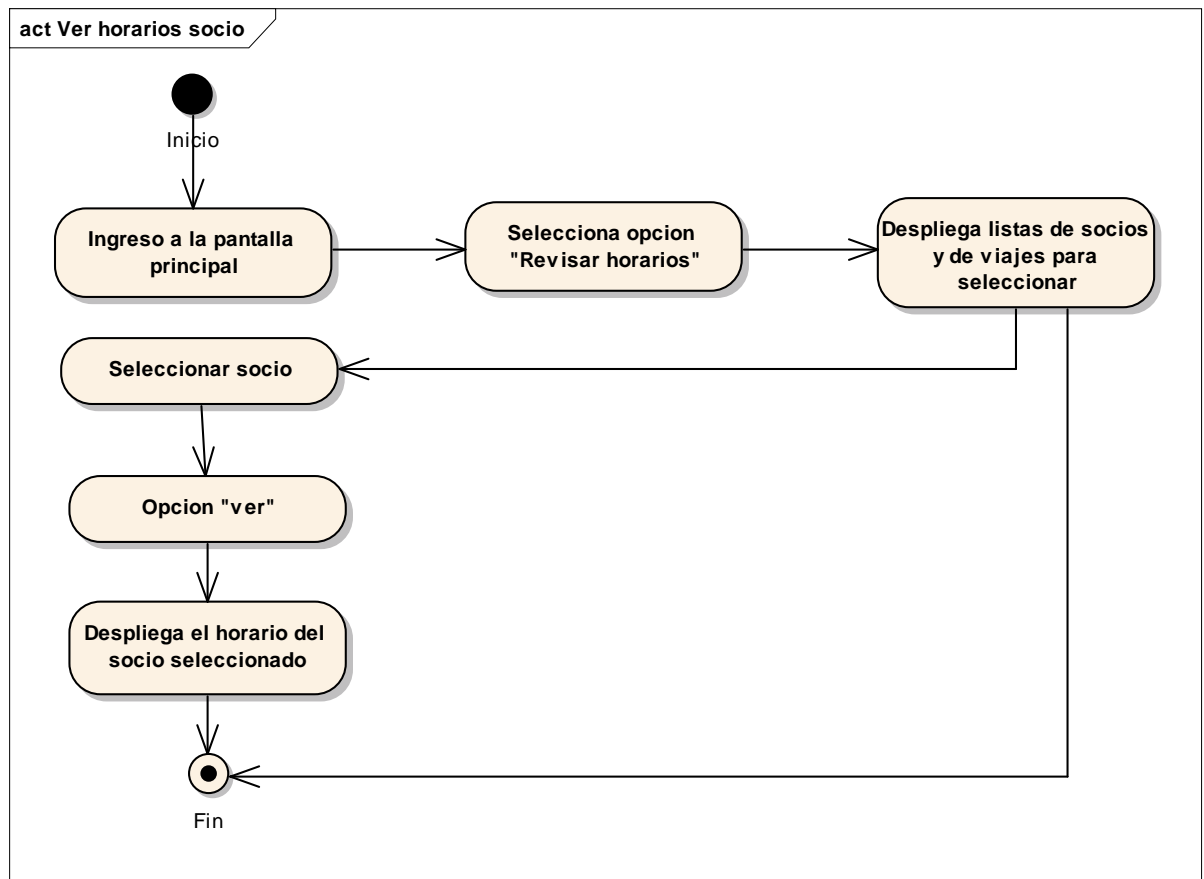 act Ver horarios socio
Inicio
Ingreso a la pantalla
principal
Selecciona opcion
"Revisar horarios"
Despliega listas de socios
y de viajes para
seleccionar
Seleccionar socio
Opcion "ver"
Despliega el horario del
socio seleccionado
Fin